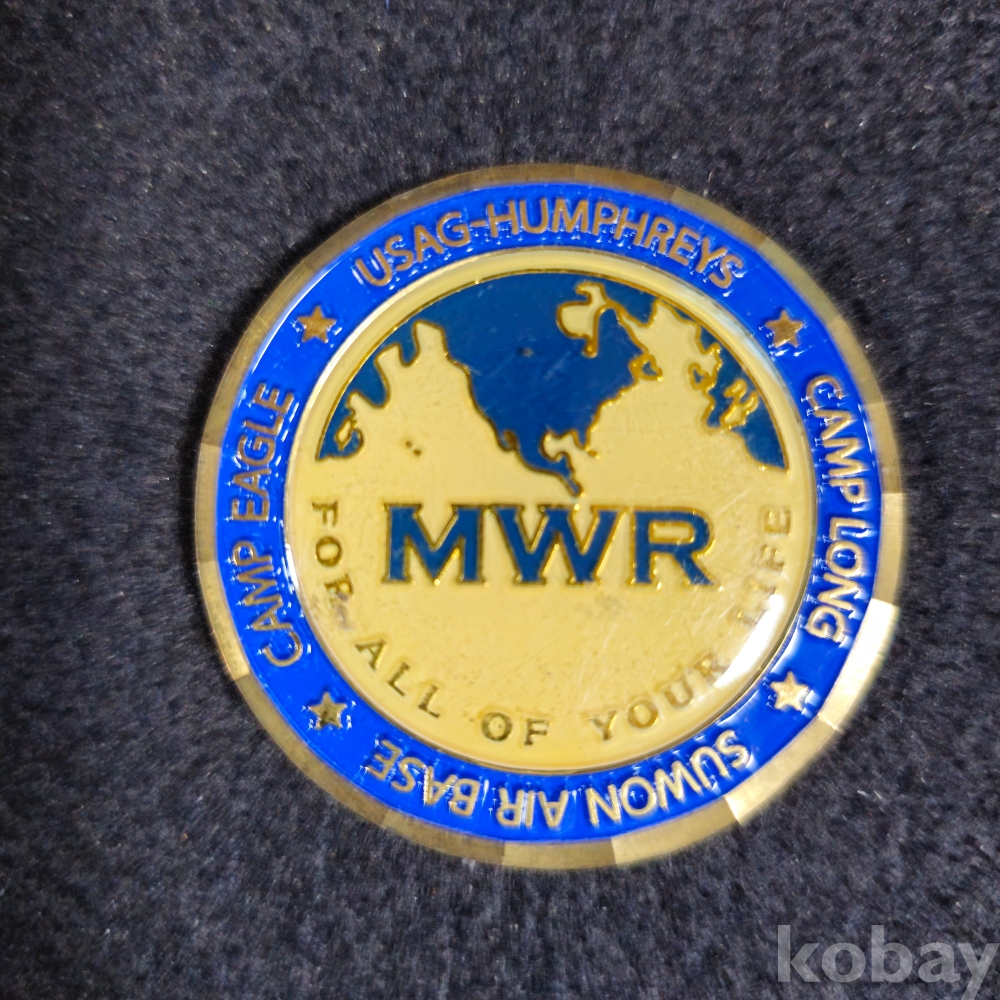 USAG-HUMPHREYS
CAMP LONG
SUWON AIR BASE
CAMP EAGLE
MWR
FOR ALL OF YOUR LIFE
kobay